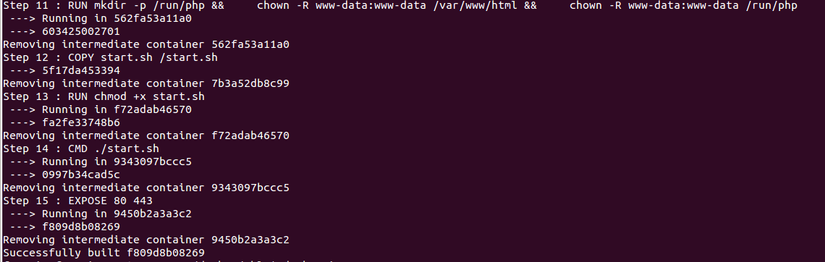 Step 11 : RUN mkdir -p /run/php &&     chown -R www-data:www-data /var/www/html &&     chown -R www-data:www-data /run/php
 ---> Running in 562fa53a11a0
 ---> 603425002701
Removing intermediate container 562fa53a11a0
Step 12 : COPY start.sh /start.sh
 ---> 5f17da453394
Removing intermediate container 7b3a52db8c99
Step 13 : RUN chmod +x start.sh
 ---> Running in f72adab46570
 ---> fa2fe33748b6
Removing intermediate container f72adab46570
Step 14 : CMD ./start.sh
 ---> Running in 9343097bccc5
 ---> 0997b34cad5c
Removing intermediate container 9343097bccc5
Step 15 : EXPOSE 80 443
 ---> Running in 9450b2a3a3c2
 ---> f809d8b08269
Removing intermediate container 9450b2a3a3c2
Successfully built f809d8b08269